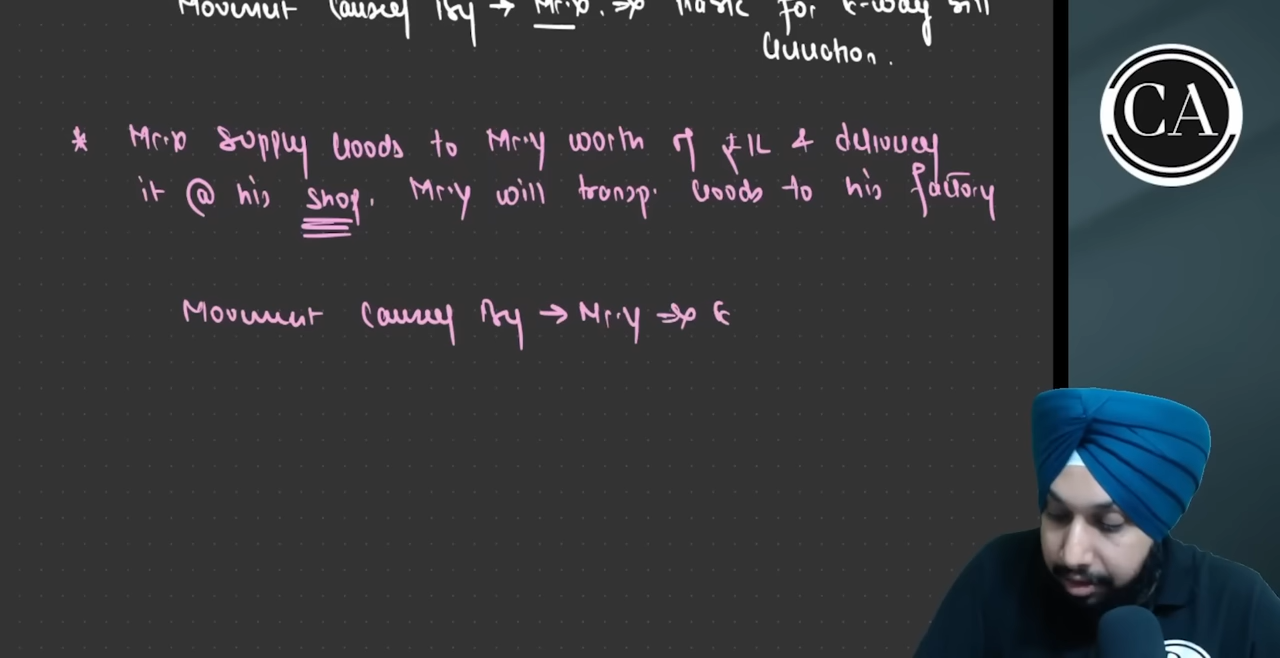 Movement Caused By → Mr. X. ⇒ Liable for E-way Bill
Generation.
* Mr. X Supply Goods to Mr. Y worth of ₹1L & delivery
it @ his shop. Mr. Y will transp. Goods to his factory
Movement Caused By → Mr. Y ⇒ E
CA